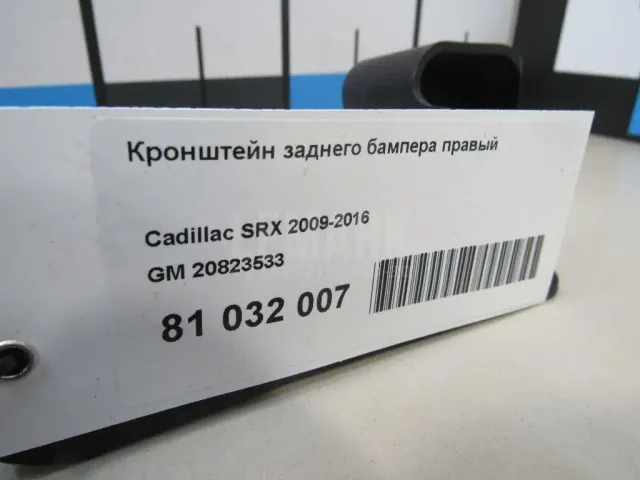 Кронштейн заднего бампера правый
Cadillac SRX 2009-2016
GM 20823533
81 032 007